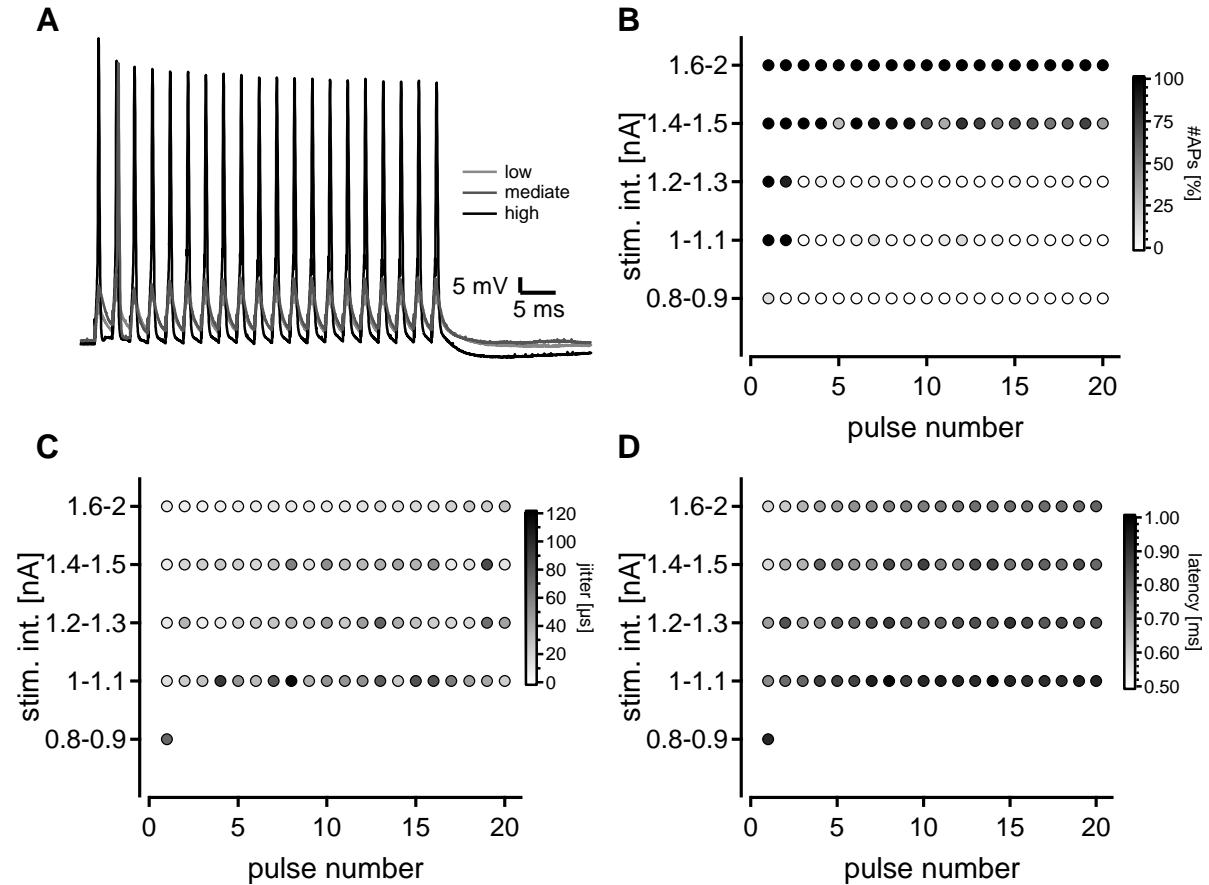 A
low
mediate
high
5 mV
5 ms
B
stim. int. [nA]
1.6-2
1.4-1.5
1.2-1.3
1-1.1
0.8-0.9
0
5
10
15
20
pulse number
100
75
50
25
0
#APs [%]
C
stim. int. [nA]
1.6-2
1.4-1.5
1.2-1.3
1-1.1
0.8-0.9
0
5
10
15
20
pulse number
120
100
80
60
40
20
0
jitter [µs]
D
stim. int. [nA]
1.6-2
1.4-1.5
1.2-1.3
1-1.1
0.8-0.9
0
5
10
15
20
pulse number
1.00
0.90
0.80
0.70
0.60
0.50
latency [ms]